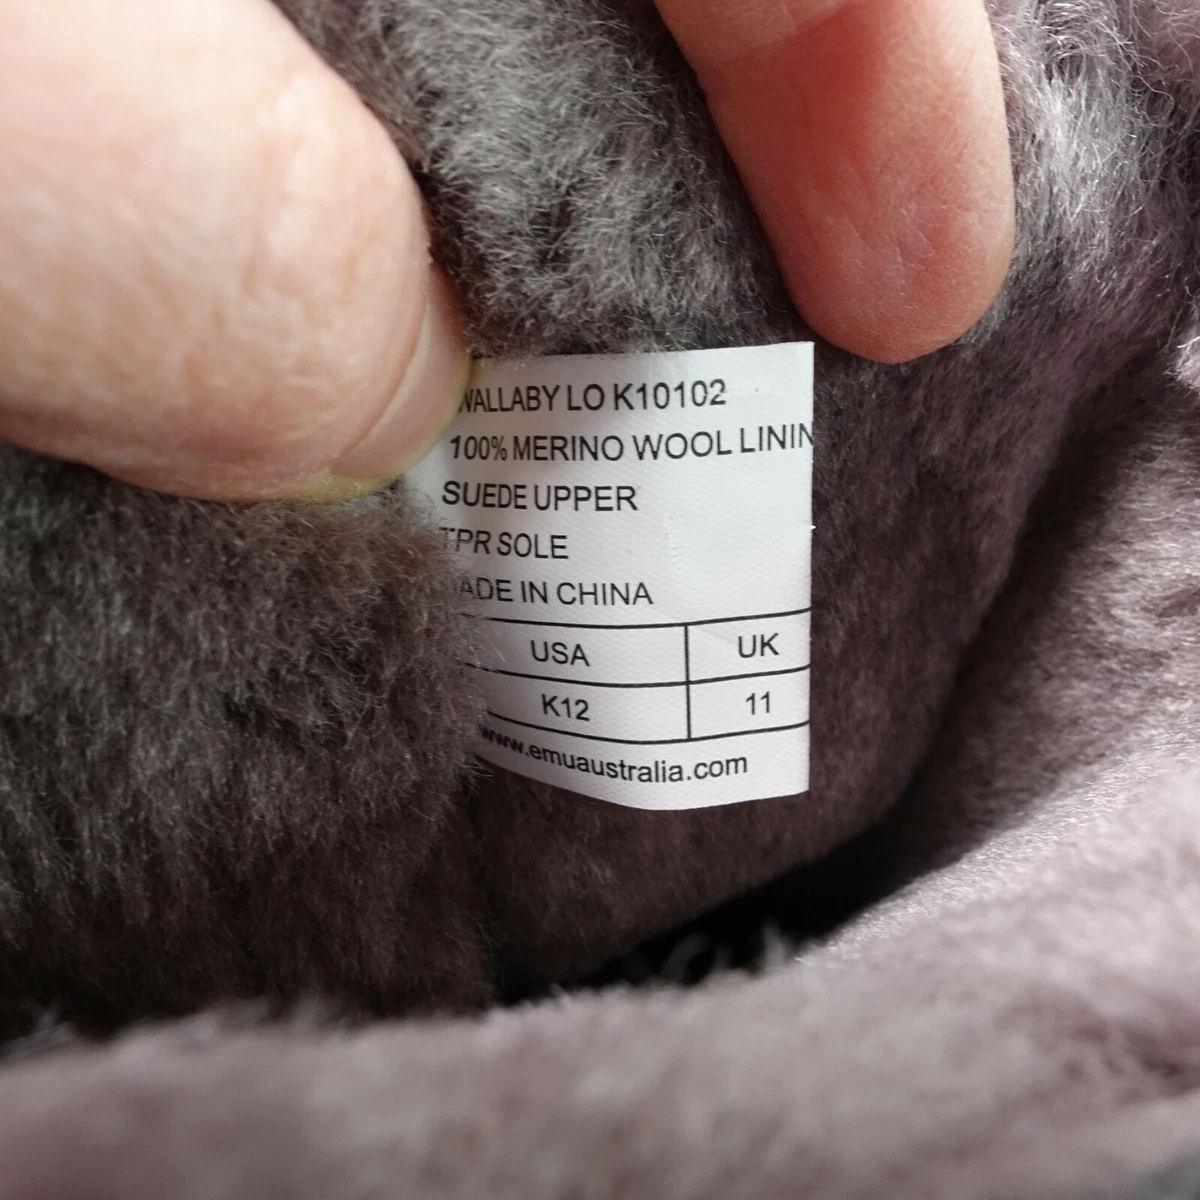 WALLABY LO K10102
100% MERINO WOOL LININ
SUEDE UPPER
TPR SOLE
MADE IN CHINA
USA UK
K12 11
www.emuaustralia.com